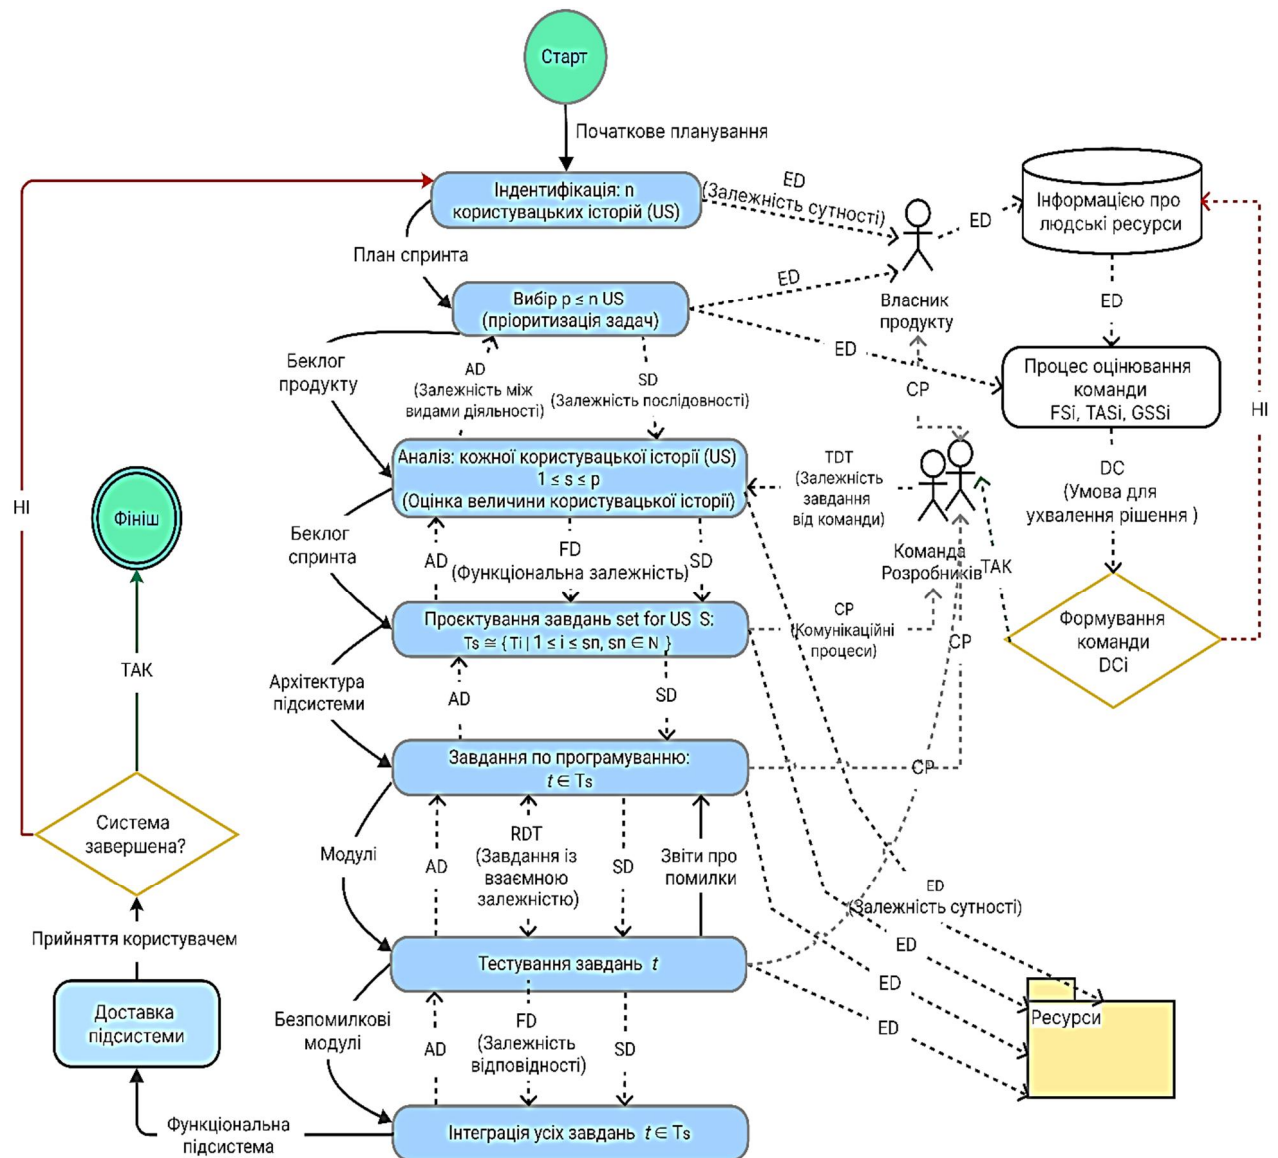 Старт
Початкове планування
Індентифікація: n
користувацьких історій (US)
ED
(Залежність сутності)
ED
Інформацією про
людські ресурси
План спринта
Вибір p ≤ n US
(пріоритизація задач)
ED
Власник
продукту
ED
ED
Беклог
продукту
AD
(Залежність між
видами діяльності)
SD
(Залежність послідовності)
CP
Процес оцінювання
команди
FSi, TASi, GSSi
НІ
Аналіз: кожної користувацької історії (US)
1 ≤ s ≤ p
(Оцінка величини користувацької історії)
TDT
(Залежність
завдання
від команди)
DC
(Умова для
ухвалення рішення )
НІ
Фініш
Беклог
спринта
AD
FD
(Функціональна залежність)
SD
Команда
Розробників
ТАК
Проєктування завдань set for US S:
Ts ≅ { Ti | 1 ≤ i ≤ sn, sn ∈ N }
CP
(Комунікаційні
процеси)
CP
Формування
команди
DCi
ТАК
Архітектура
підсистеми
AD
SD
Завдання по програмуванню:
t ∈ Ts
CP
Система
завершена?
Модулі
AD
RDT
(Завдання із
взаємною
залежністю)
SD
Звіти про
помилки
ED
(Залежність сутності)
Прийняття користувачем
ED
Тестування завдань t
ED
Доставка
підсистеми
Безпомилкові
модулі
AD
FD
(Залежність
відповідності)
SD
ED
Ресурси
Функціональна
підсистема
Інтеграція усіх завдань t ∈ Ts